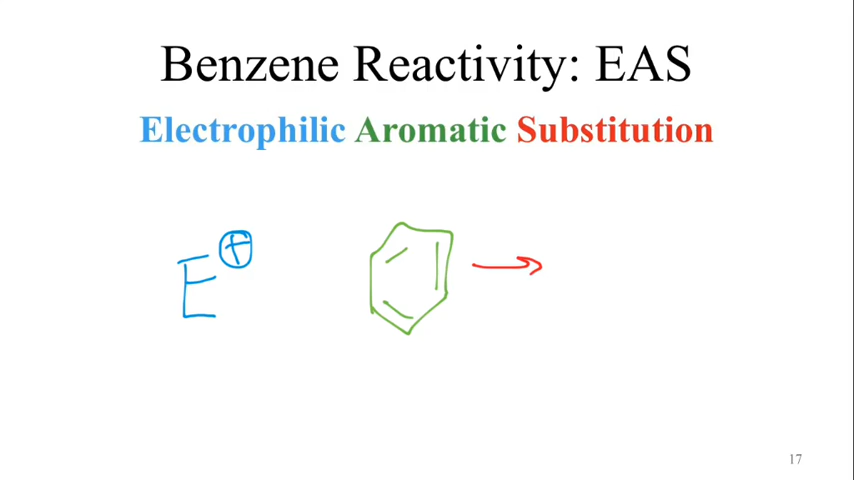 Benzene Reactivity: EAS
Electrophilic Aromatic Substitution
E⊕
17